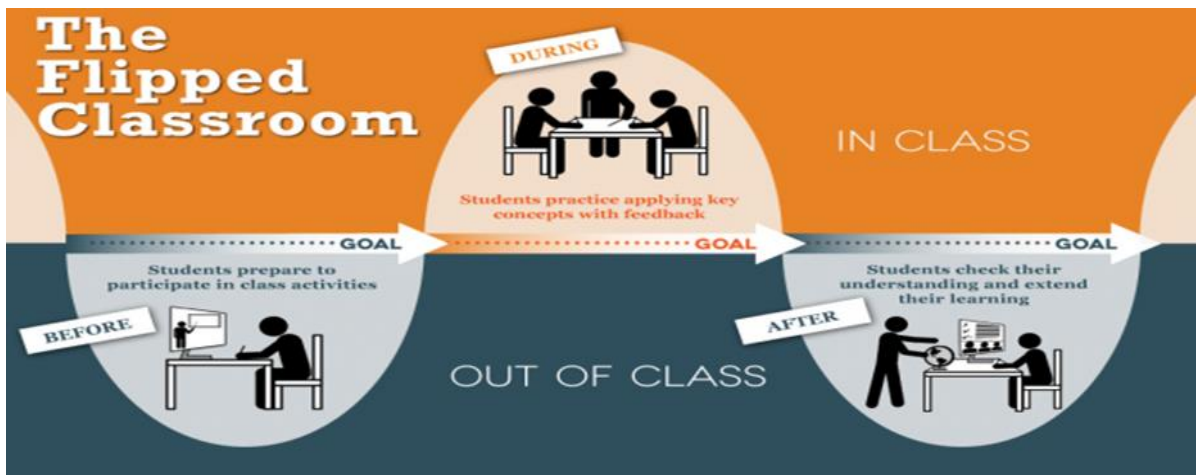 The
Flipped
Classroom
DURING
IN CLASS
Students practice applying key
concepts with feedback
GOAL
GOAL
GOAL
Students prepare to
participate in class activities
BEFORE
OUT OF CLASS
Students check their
understanding and extend
their learning
AFTER